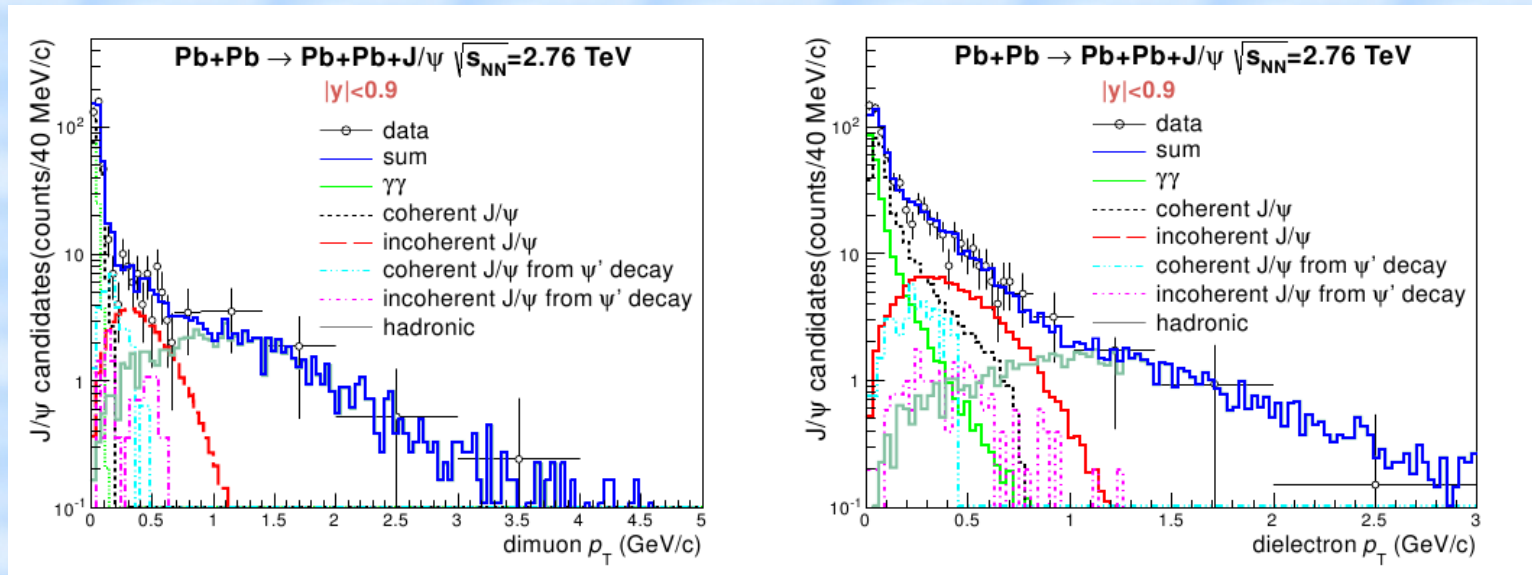 Pb+Pb → Pb+Pb+J/ψ √s_NN=2.76 TeV
|y|<0.9
data
sum
γγ
coherent J/ψ
incoherent J/ψ
coherent J/ψ from ψ' decay
incoherent J/ψ from ψ' decay
hadronic
J/ψ candidates(counts/40 MeV/c)
10²
10
1
10⁻¹
0 0.5 1 1.5 2 2.5 3 3.5 4 4.5 5
dimuon p_T (GeV/c)
Pb+Pb → Pb+Pb+J/ψ √s_NN=2.76 TeV
|y|<0.9
data
sum
γγ
coherent J/ψ
incoherent J/ψ
coherent J/ψ from ψ' decay
incoherent J/ψ from ψ' decay
hadronic
J/ψ candidates(counts/40 MeV/c)
10²
10
1
10⁻¹
0 0.5 1 1.5 2 2.5 3
dielectron p_T (GeV/c)